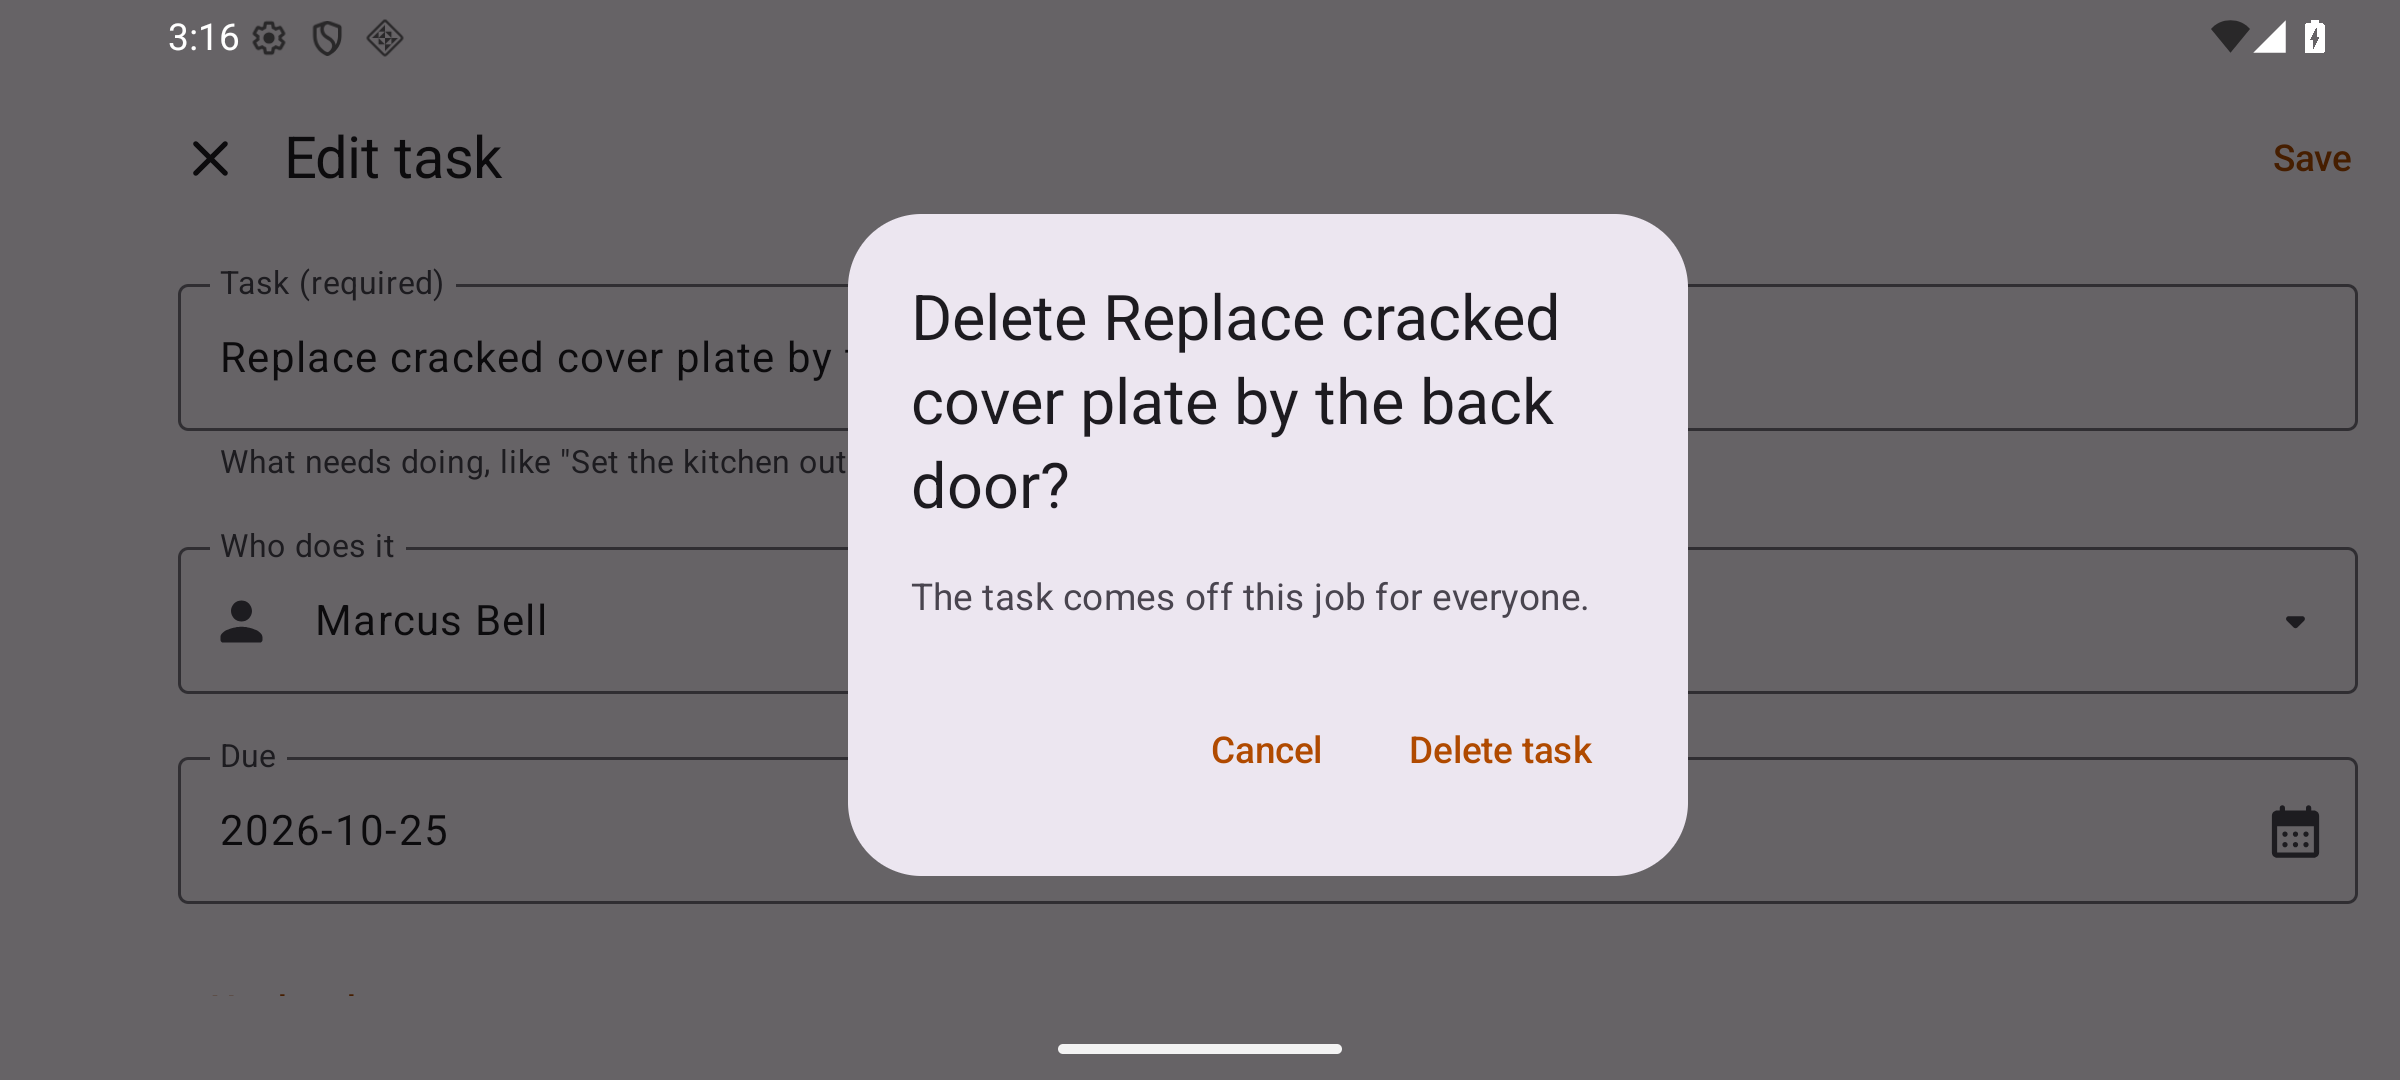 3:16
Edit task
Save
Task (required)
Replace cracked cover plate by
What needs doing, like "Set the kitchen out
Who does it
Marcus Bell
Due
2026-10-25
Delete Replace cracked
cover plate by the back
door?
The task comes off this job for everyone.
Cancel
Delete task